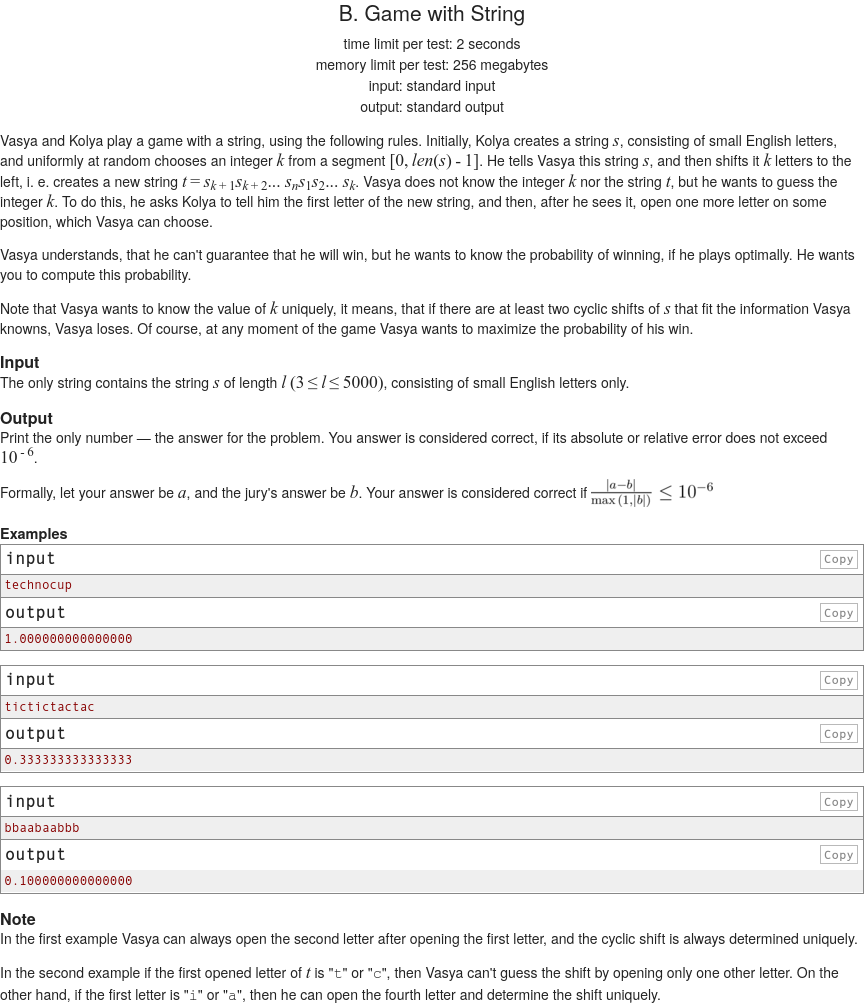 B. Game with String
time limit per test: 2 seconds
memory limit per test: 256 megabytes
input: standard input
output: standard output
Vasya and Kolya play a game with a string, using the following rules. Initially, Kolya creates a string s, consisting of small English letters,
and uniformly at random chooses an integer k from a segment [0, len(s) - 1]. He tells Vasya this string s, and then shifts it k letters to the
left, i. e. creates a new string t = s_{k + 1}s_{k + 2}... s_{n}s_{1}s_{2}... s_{k}. Vasya does not know the integer k nor the string t, but he wants to guess the
integer k. To do this, he asks Kolya to tell him the first letter of the new string, and then, after he sees it, open one more letter on some
position, which Vasya can choose.
Vasya understands, that he can't guarantee that he will win, but he wants to know the probability of winning, if he plays optimally. He wants
you to compute this probability.
Note that Vasya wants to know the value of k uniquely, it means, that if there are at least two cyclic shifts of s that fit the information Vasya
knowns, Vasya loses. Of course, at any moment of the game Vasya wants to maximize the probability of his win.
Input
The only string contains the string s of length l (3 ≤ l ≤ 5000), consisting of small English letters only.
Output
Print the only number — the answer for the problem. You answer is considered correct, if its absolute or relative error does not exceed
10^{ - 6}.
Formally, let your answer be a, and the jury's answer be b. Your answer is considered correct if \frac{|a-b|}{\max(1,|b|)} ≤ 10^{-6}
Examples
input
Copy
technocup
output
Copy
1.000000000000000
input
Copy
tictictactac
output
Copy
0.333333333333333
input
Copy
bbaabaabbb
output
Copy
0.100000000000000
Note
In the first example Vasya can always open the second letter after opening the first letter, and the cyclic shift is always determined uniquely.
In the second example if the first opened letter of t is "t" or "c", then Vasya can't guess the shift by opening only one other letter. On the
other hand, if the first letter is "i" or "a", then he can open the fourth letter and determine the shift uniquely.